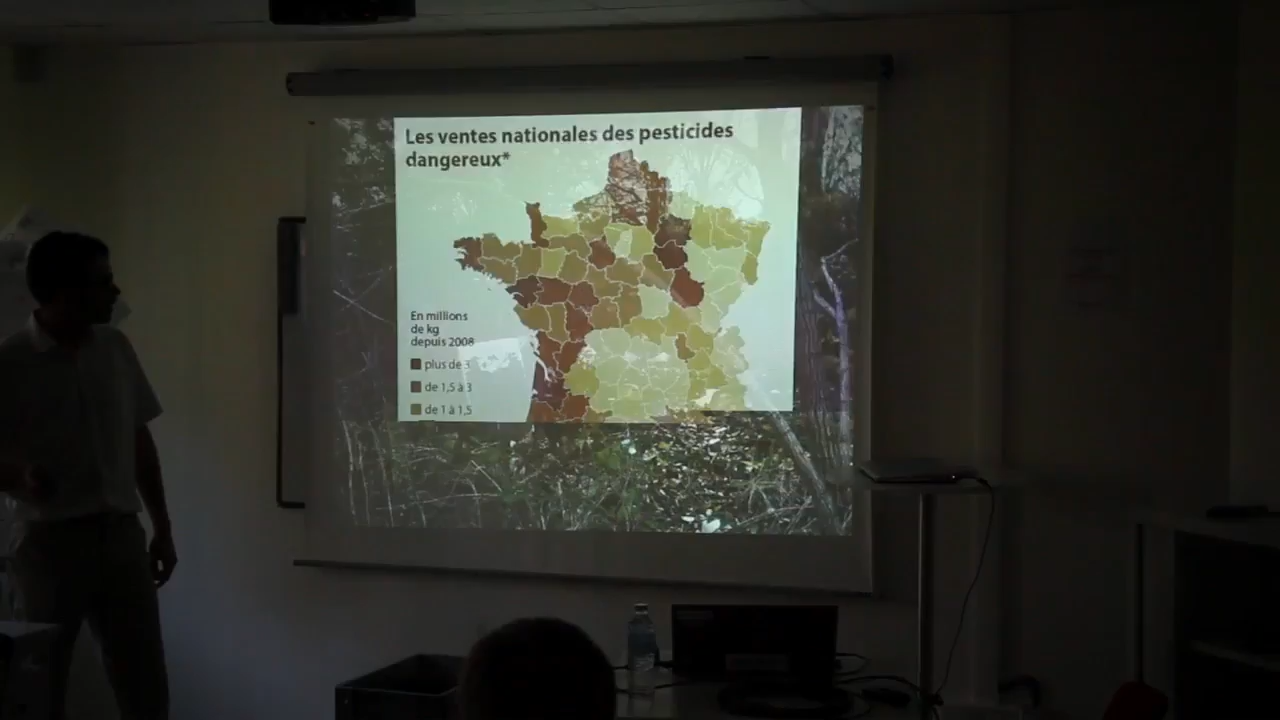 Les ventes nationales des pesticides
dangereux*
En millions
de kg
depuis 2008
plus de 3
de 1,5 à 3
de 1 à 1,5